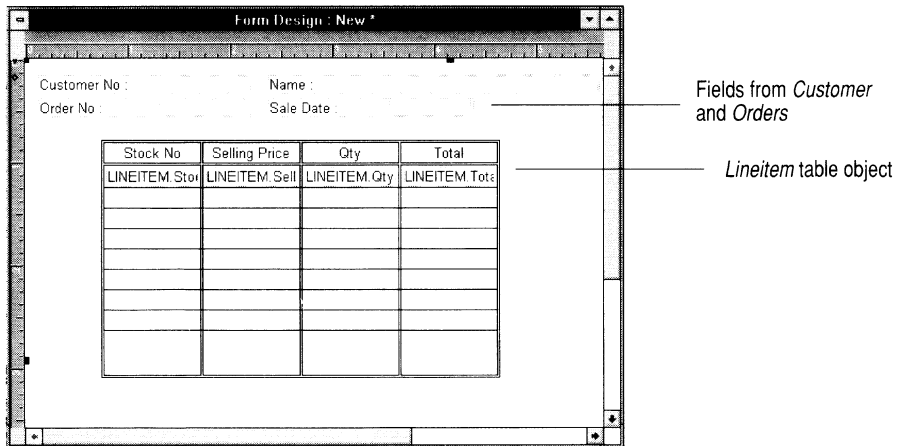 Form Design : New *
Customer No : Name :
Order No : Sale Date :
Fields from Customer
and Orders
Stock No Selling Price Qty Total
LINEITEM.Stoc LINEITEM.Sell LINEITEM.Qty LINEITEM.Tota
Lineitem table object